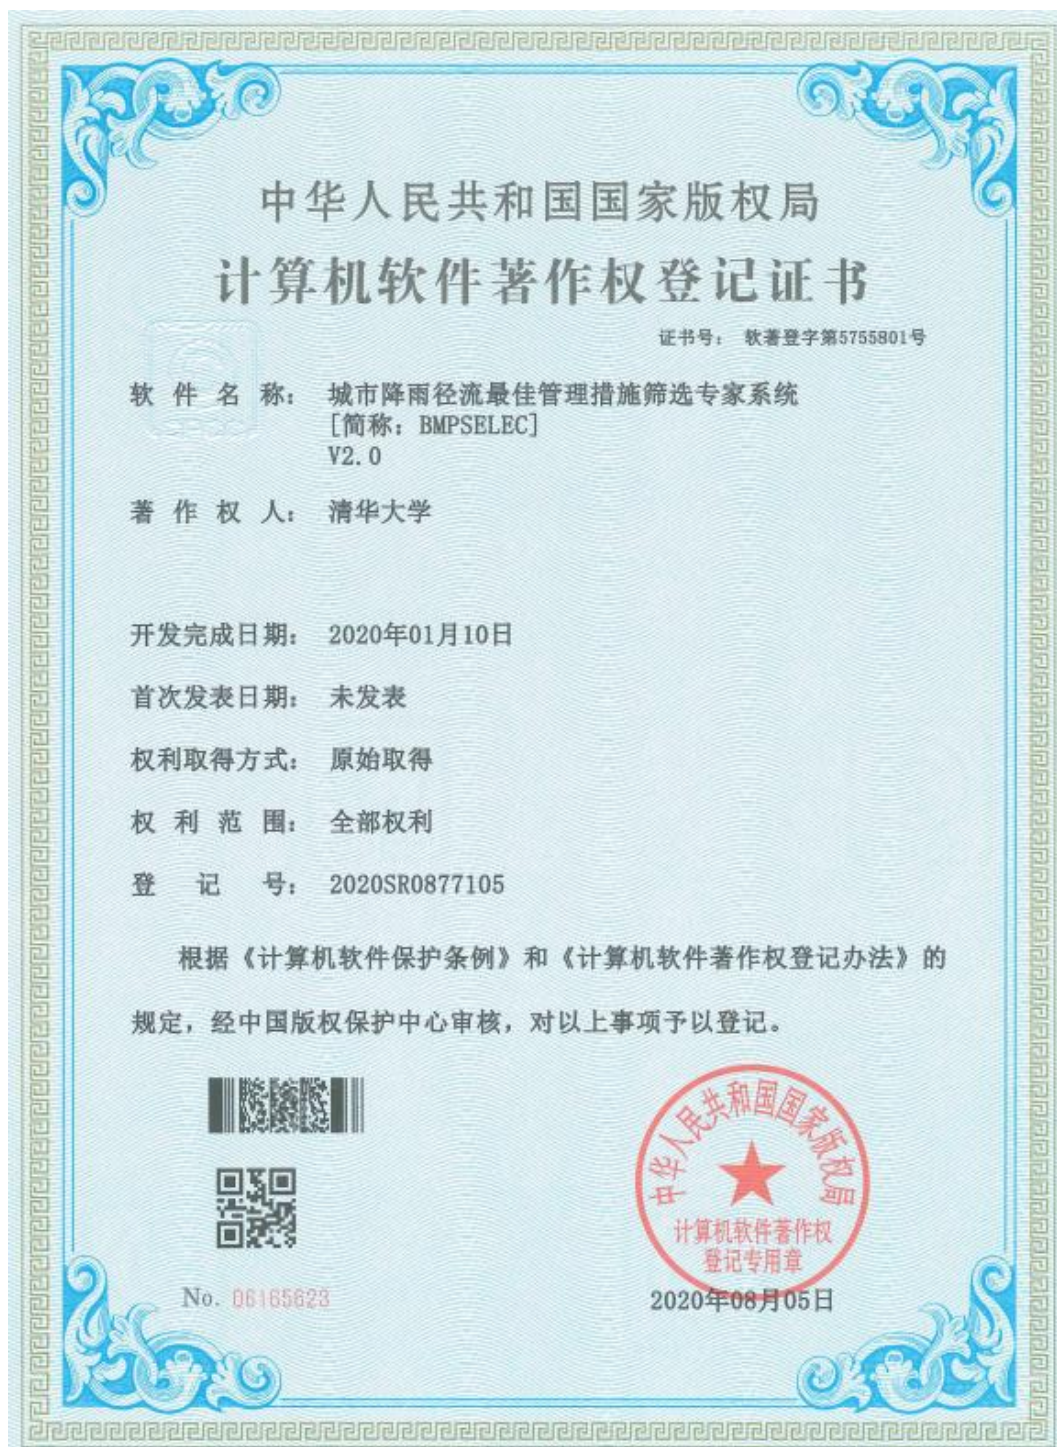 中华人民共和国国家版权局
计算机软件著作权登记证书
证书号： 软著登字第5755801号
软件名称： 城市降雨径流最佳管理措施筛选专家系统
[简称：BMPSELEC]
V2.0
著作权人： 清华大学
开发完成日期： 2020年01月10日
首次发表日期： 未发表
权利取得方式： 原始取得
权利范围： 全部权利
登记号： 2020SR0877105
根据《计算机软件保护条例》和《计算机软件著作权登记办法》的
规定，经中国版权保护中心审核，对以上事项予以登记。
中华人民共和国国家版权局
计算机软件著作权
登记专用章
No. 06165623
2020年08月05日